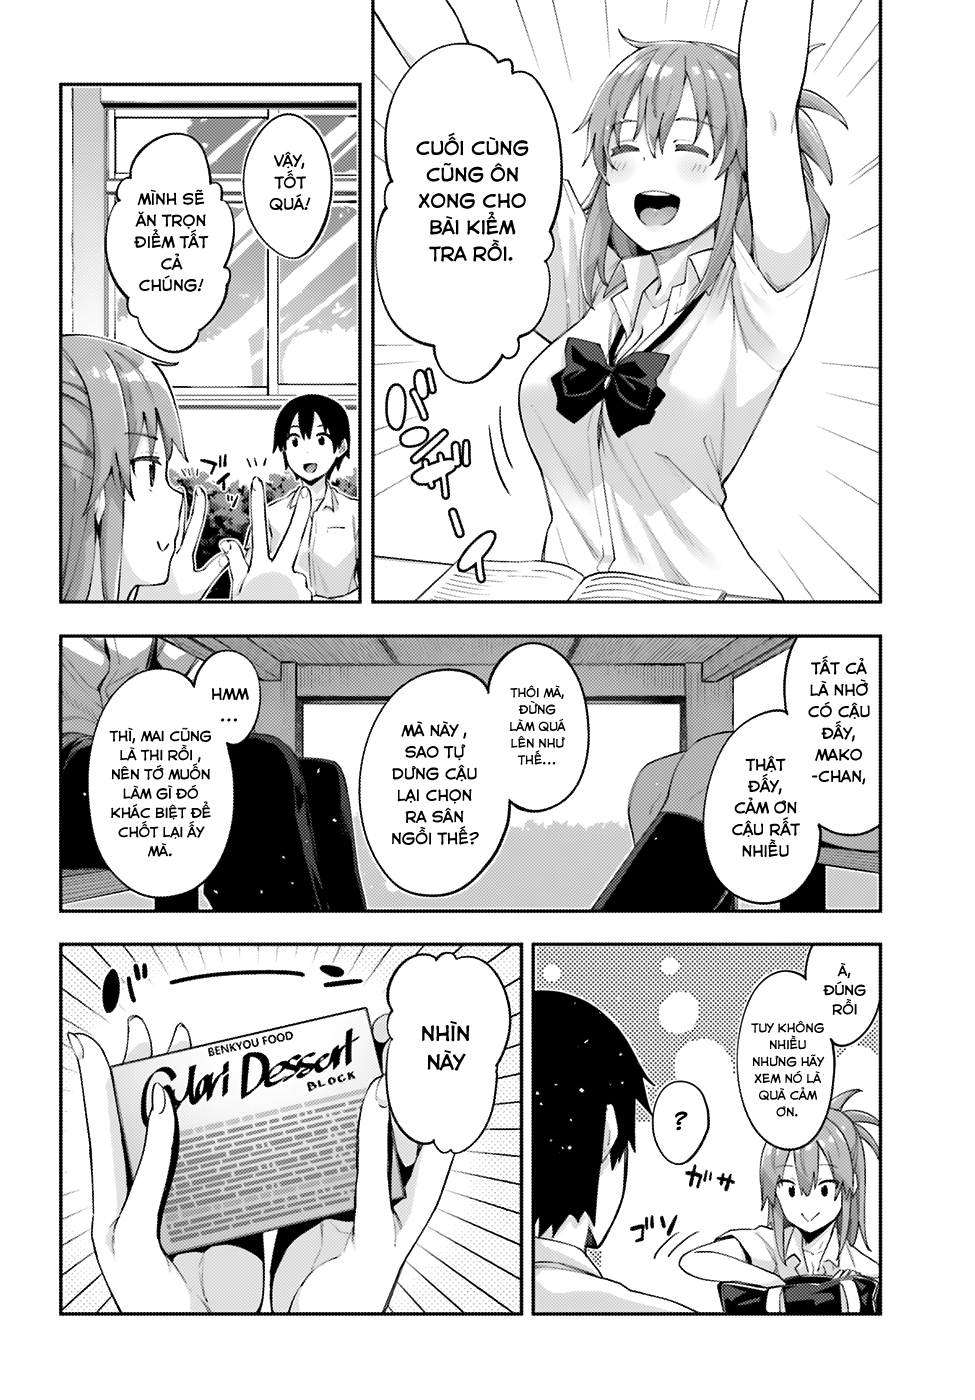 CUỐI CÙNG
CŨNG ÔN
XONG CHO
BÀI KIỂM
TRA RỒI.
VẬY,
TỐT
QUÁ!
MÌNH SẼ
ĂN TRỌN
ĐIỂM TẤT
CẢ
CHÚNG!
TẤT CẢ
LÀ NHỜ
CÓ CẬU
ĐẤY,
MAKO
-CHAN,
THẬT
ĐẤY,
CẢM ƠN
CẬU RẤT
NHIỀU
THÔI MÀ,
ĐỪNG
LÀM QUÁ
LÊN NHƯ
THẾ...
MÀ NÀY ,
SAO TỰ
DƯNG CẬU
LẠI CHỌN
RA SÂN
NGỒI THẾ?
HMM
...
THÌ, MAI CŨNG
LÀ THI RỒI ,
NÊN TỚ MUỐN
LÀM GÌ ĐÓ
KHÁC BIỆT ĐỂ
CHỐT LẠI ẤY
MÀ.
À,
ĐÚNG
RỒI
TUY KHÔNG
NHIỀU
NHƯNG HÃY
XEM NÓ LÀ
QUÀ CẢM
ƠN.
?
ガサ
ゴソ
NHÌN
NÀY
BENKYOU FOOD
Dessert
BLOCK